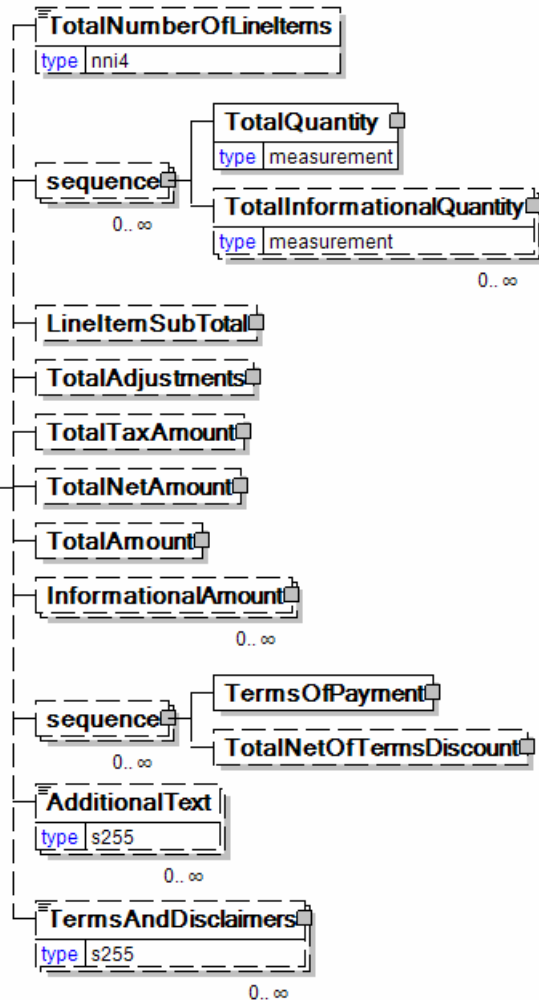 TotalNumberOfLineItems
type nni4
TotalQuantity
type measurement
sequence
0.. ∞
TotalInformationalQuantity
type measurement
0.. ∞
LineItemSubTotal
TotalAdjustments
TotalTaxAmount
TotalNetAmount
TotalAmount
InformationalAmount
0.. ∞
TermsOfPayment
sequence
0.. ∞
TotalNetOfTermsDiscount
AdditionalText
type s255
0.. ∞
TermsAndDisclaimers
type s255
0.. ∞